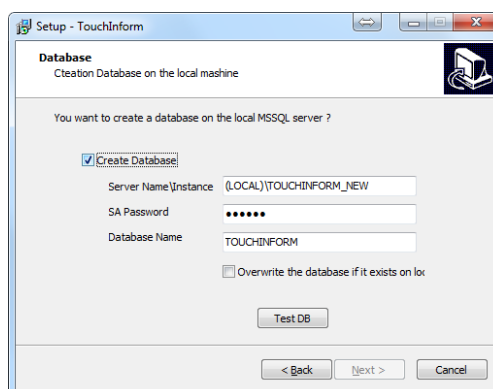 Setup - TouchInform
Database
Cteation Database on the local mashine
You want to create a database on the local MSSQL server ?
Create Database
Server Name\Instance
(LOCAL)\TOUCHINFORM_NEW
SA Password
••••••
Database Name
TOUCHINFORM
Overwrite the database if it exists on loc
Test DB
< Back
Next >
Cancel